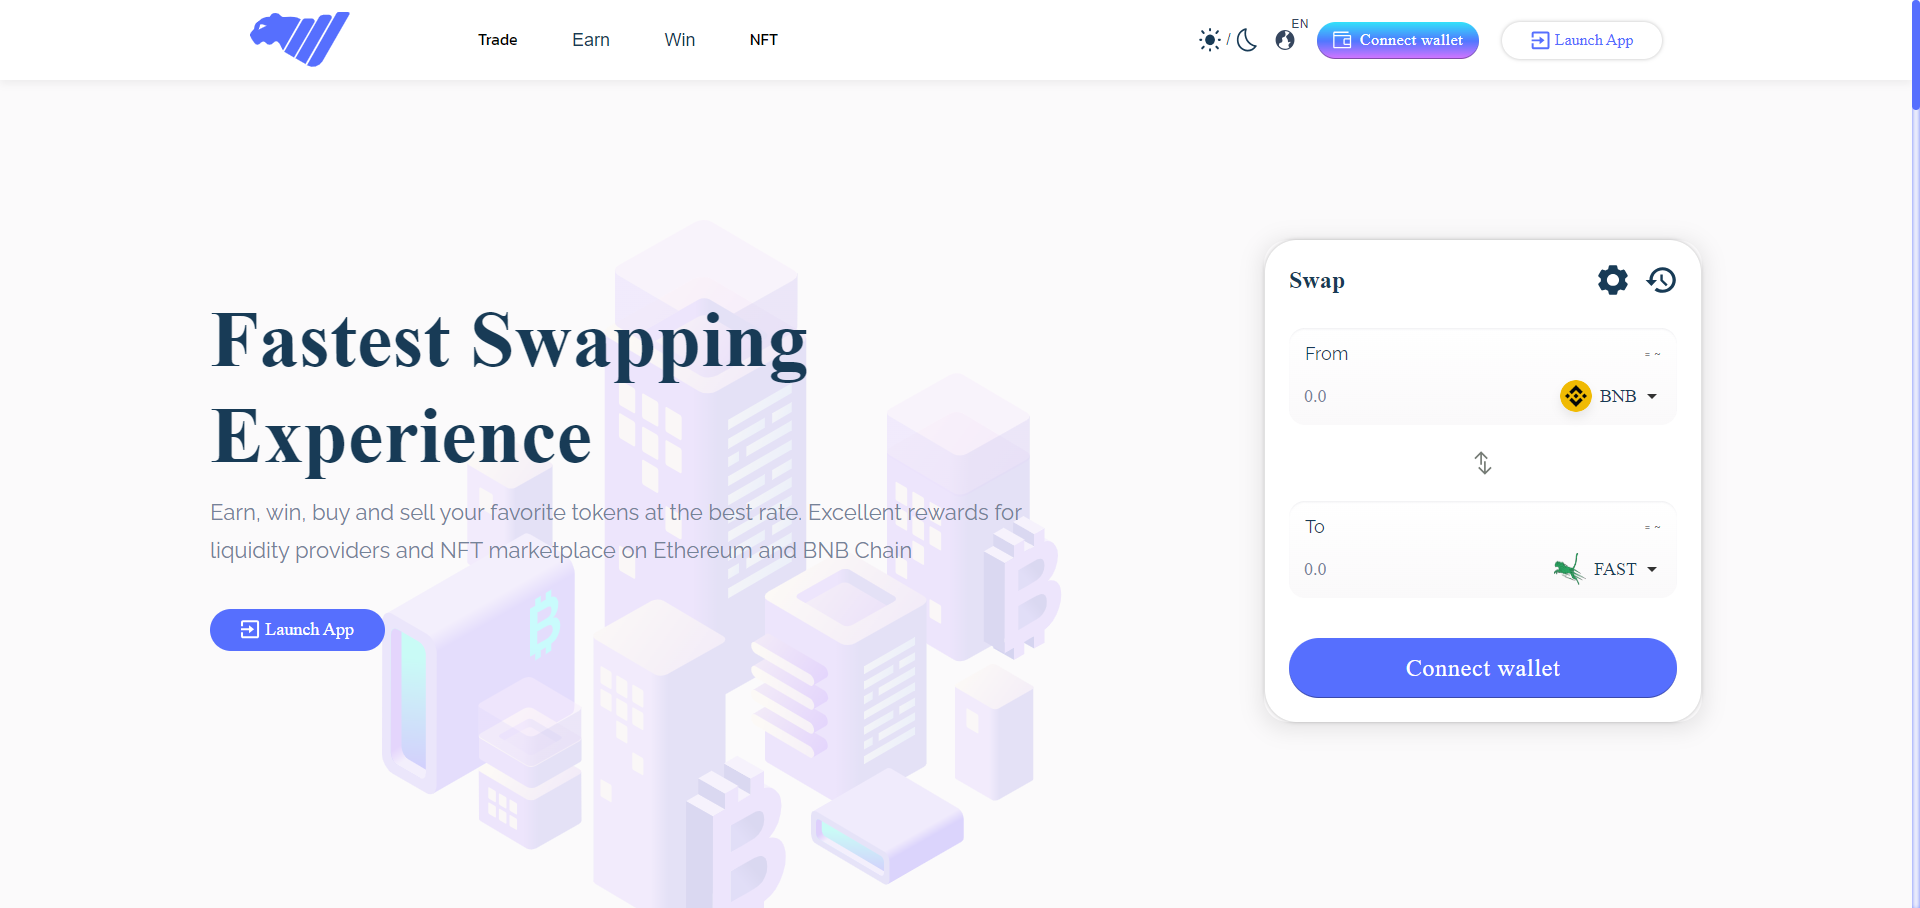 Trade
Earn
Win
NFT
/
EN
Connect wallet
Launch App
Fastest Swapping
Experience
Earn, win, buy and sell your favorite tokens at the best rate. Excellent rewards for
liquidity providers and NFT marketplace on Ethereum and BNB Chain
Launch App
Swap
From
= ~
0.0
BNB
To
= ~
0.0
FAST
Connect wallet